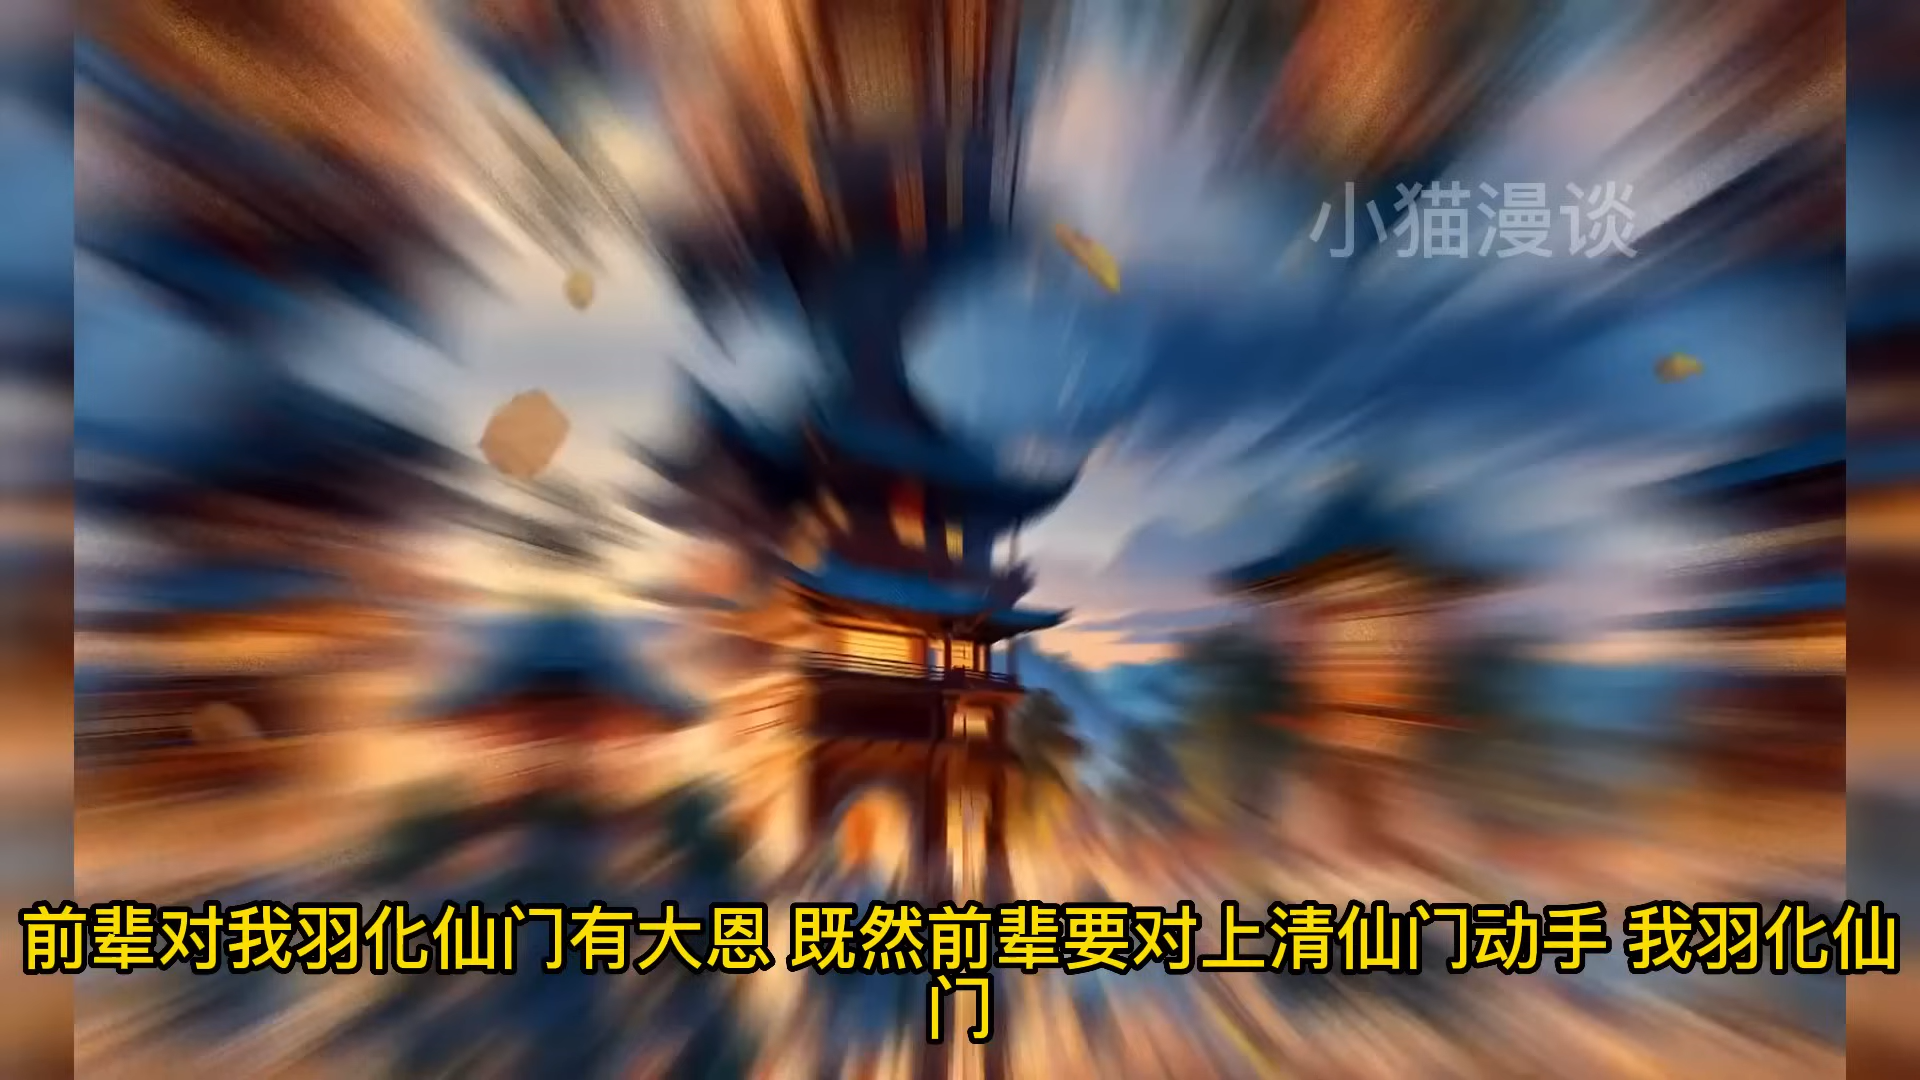 小猫漫谈
前辈对我羽化仙门有大恩 既然前辈要对上清仙门动手 我羽化仙
门